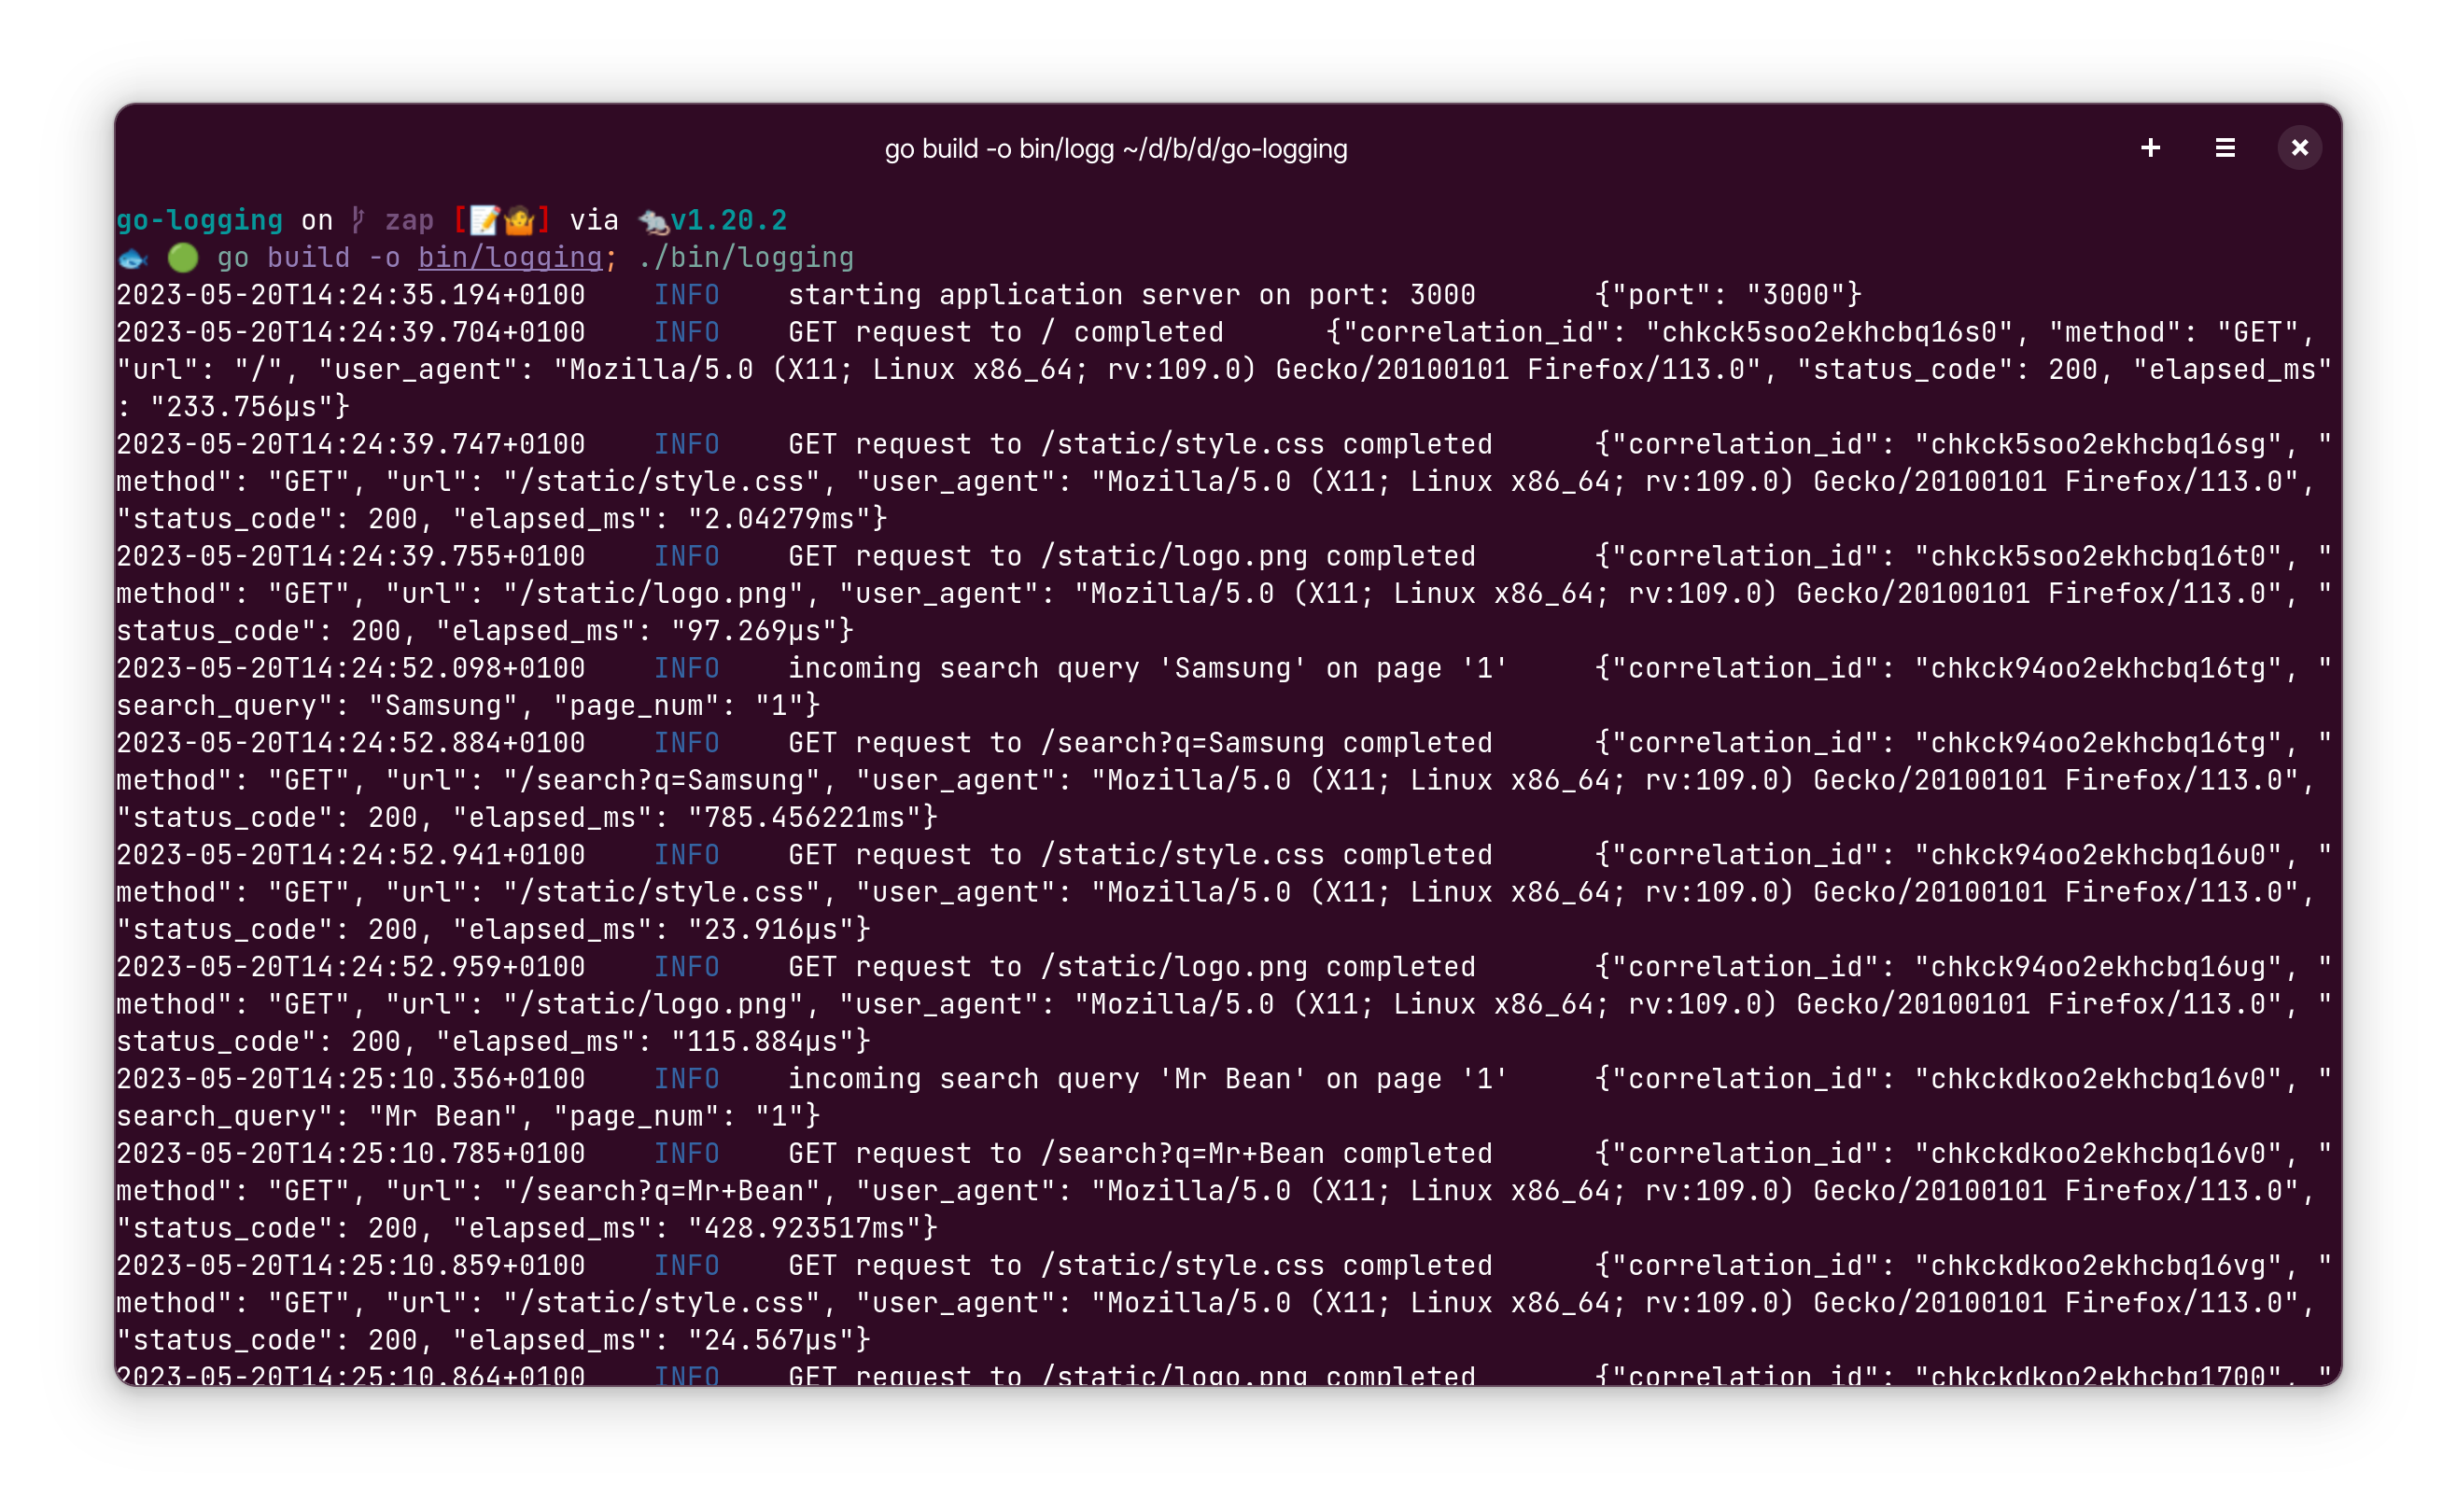 go build -o bin/logg ~/d/b/d/go-logging
go-logging on zap [📝🤷] via 🐀v1.20.2
🐟 🟢 go build -o bin/logging; ./bin/logging
2023-05-20T14:24:35.194+0100    INFO    starting application server on port: 3000       {"port": "3000"}
2023-05-20T14:24:39.704+0100    INFO    GET request to / completed      {"correlation_id": "chkck5soo2ekhcbq16s0", "method": "GET",
"url": "/", "user_agent": "Mozilla/5.0 (X11; Linux x86_64; rv:109.0) Gecko/20100101 Firefox/113.0", "status_code": 200, "elapsed_ms"
: "233.756µs"}
2023-05-20T14:24:39.747+0100    INFO    GET request to /static/style.css completed      {"correlation_id": "chkck5soo2ekhcbq16sg", "
method": "GET", "url": "/static/style.css", "user_agent": "Mozilla/5.0 (X11; Linux x86_64; rv:109.0) Gecko/20100101 Firefox/113.0",
"status_code": 200, "elapsed_ms": "2.04279ms"}
2023-05-20T14:24:39.755+0100    INFO    GET request to /static/logo.png completed       {"correlation_id": "chkck5soo2ekhcbq16t0", "
method": "GET", "url": "/static/logo.png", "user_agent": "Mozilla/5.0 (X11; Linux x86_64; rv:109.0) Gecko/20100101 Firefox/113.0", "
status_code": 200, "elapsed_ms": "97.269µs"}
2023-05-20T14:24:52.098+0100    INFO    incoming search query 'Samsung' on page '1'     {"correlation_id": "chkck94oo2ekhcbq16tg", "
search_query": "Samsung", "page_num": "1"}
2023-05-20T14:24:52.884+0100    INFO    GET request to /search?q=Samsung completed      {"correlation_id": "chkck94oo2ekhcbq16tg", "
method": "GET", "url": "/search?q=Samsung", "user_agent": "Mozilla/5.0 (X11; Linux x86_64; rv:109.0) Gecko/20100101 Firefox/113.0",
"status_code": 200, "elapsed_ms": "785.456221ms"}
2023-05-20T14:24:52.941+0100    INFO    GET request to /static/style.css completed      {"correlation_id": "chkck94oo2ekhcbq16u0", "
method": "GET", "url": "/static/style.css", "user_agent": "Mozilla/5.0 (X11; Linux x86_64; rv:109.0) Gecko/20100101 Firefox/113.0",
"status_code": 200, "elapsed_ms": "23.916µs"}
2023-05-20T14:24:52.959+0100    INFO    GET request to /static/logo.png completed       {"correlation_id": "chkck94oo2ekhcbq16ug", "
method": "GET", "url": "/static/logo.png", "user_agent": "Mozilla/5.0 (X11; Linux x86_64; rv:109.0) Gecko/20100101 Firefox/113.0", "
status_code": 200, "elapsed_ms": "115.884µs"}
2023-05-20T14:25:10.356+0100    INFO    incoming search query 'Mr Bean' on page '1'     {"correlation_id": "chkckdkoo2ekhcbq16v0", "
search_query": "Mr Bean", "page_num": "1"}
2023-05-20T14:25:10.785+0100    INFO    GET request to /search?q=Mr+Bean completed      {"correlation_id": "chkckdkoo2ekhcbq16v0", "
method": "GET", "url": "/search?q=Mr+Bean", "user_agent": "Mozilla/5.0 (X11; Linux x86_64; rv:109.0) Gecko/20100101 Firefox/113.0",
"status_code": 200, "elapsed_ms": "428.923517ms"}
2023-05-20T14:25:10.859+0100    INFO    GET request to /static/style.css completed      {"correlation_id": "chkckdkoo2ekhcbq16vg", "
method": "GET", "url": "/static/style.css", "user_agent": "Mozilla/5.0 (X11; Linux x86_64; rv:109.0) Gecko/20100101 Firefox/113.0",
"status_code": 200, "elapsed_ms": "24.567µs"}
2023-05-20T14:25:10.864+0100    INFO    GET request to /static/logo.png completed       {"correlation_id": "chkckdkoo2ekhcbq1700", "